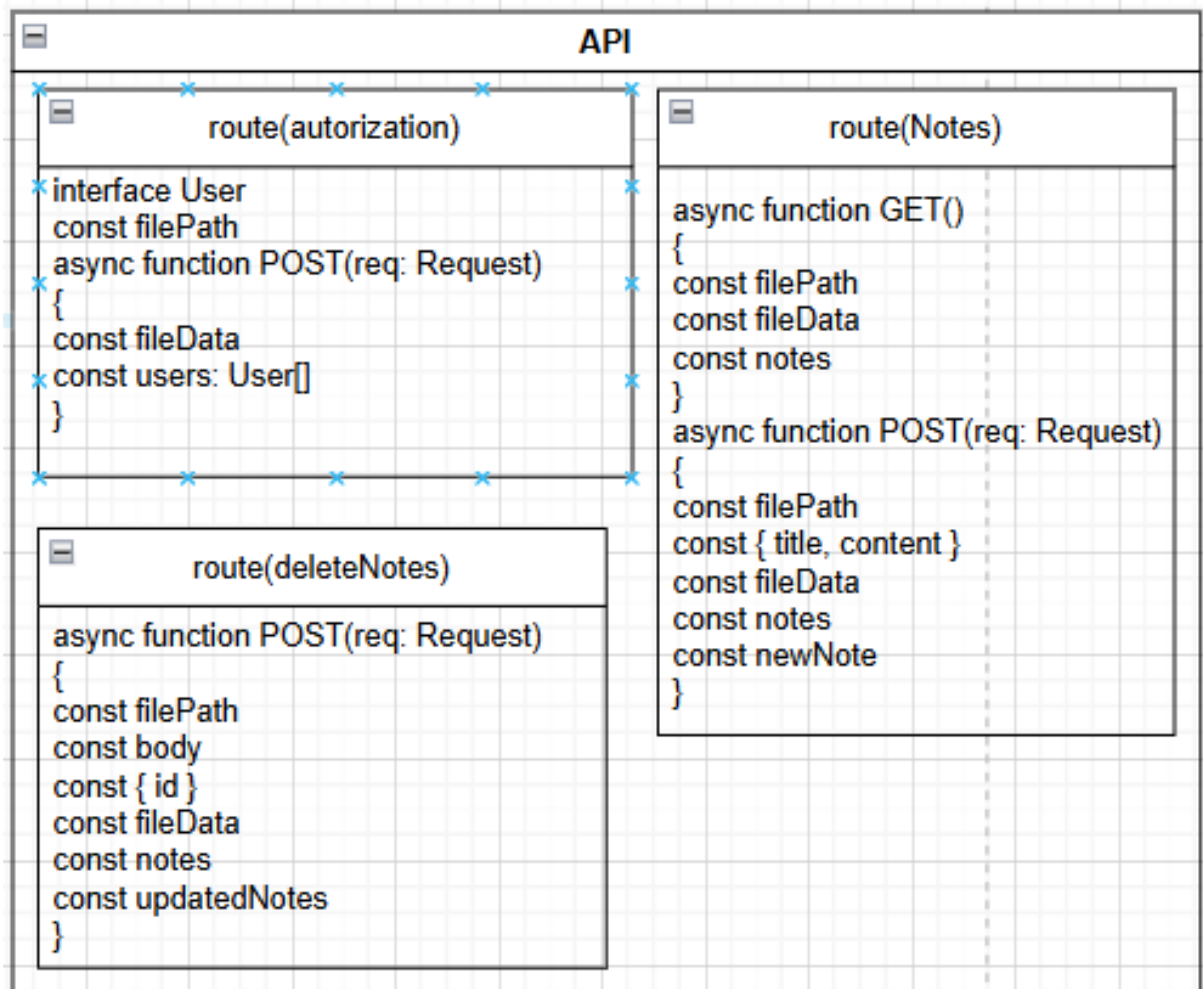 API
route(autorization)
interface User
const filePath
async function POST(req: Request)
{
const fileData
const users: User[]
}
route(Notes)
async function GET()
{
const filePath
const fileData
const notes
}
async function POST(req: Request)
{
const filePath
const { title, content }
const fileData
const notes
const newNote
}
route(deleteNotes)
async function POST(req: Request)
{
const filePath
const body
const { id }
const fileData
const notes
const updatedNotes
}